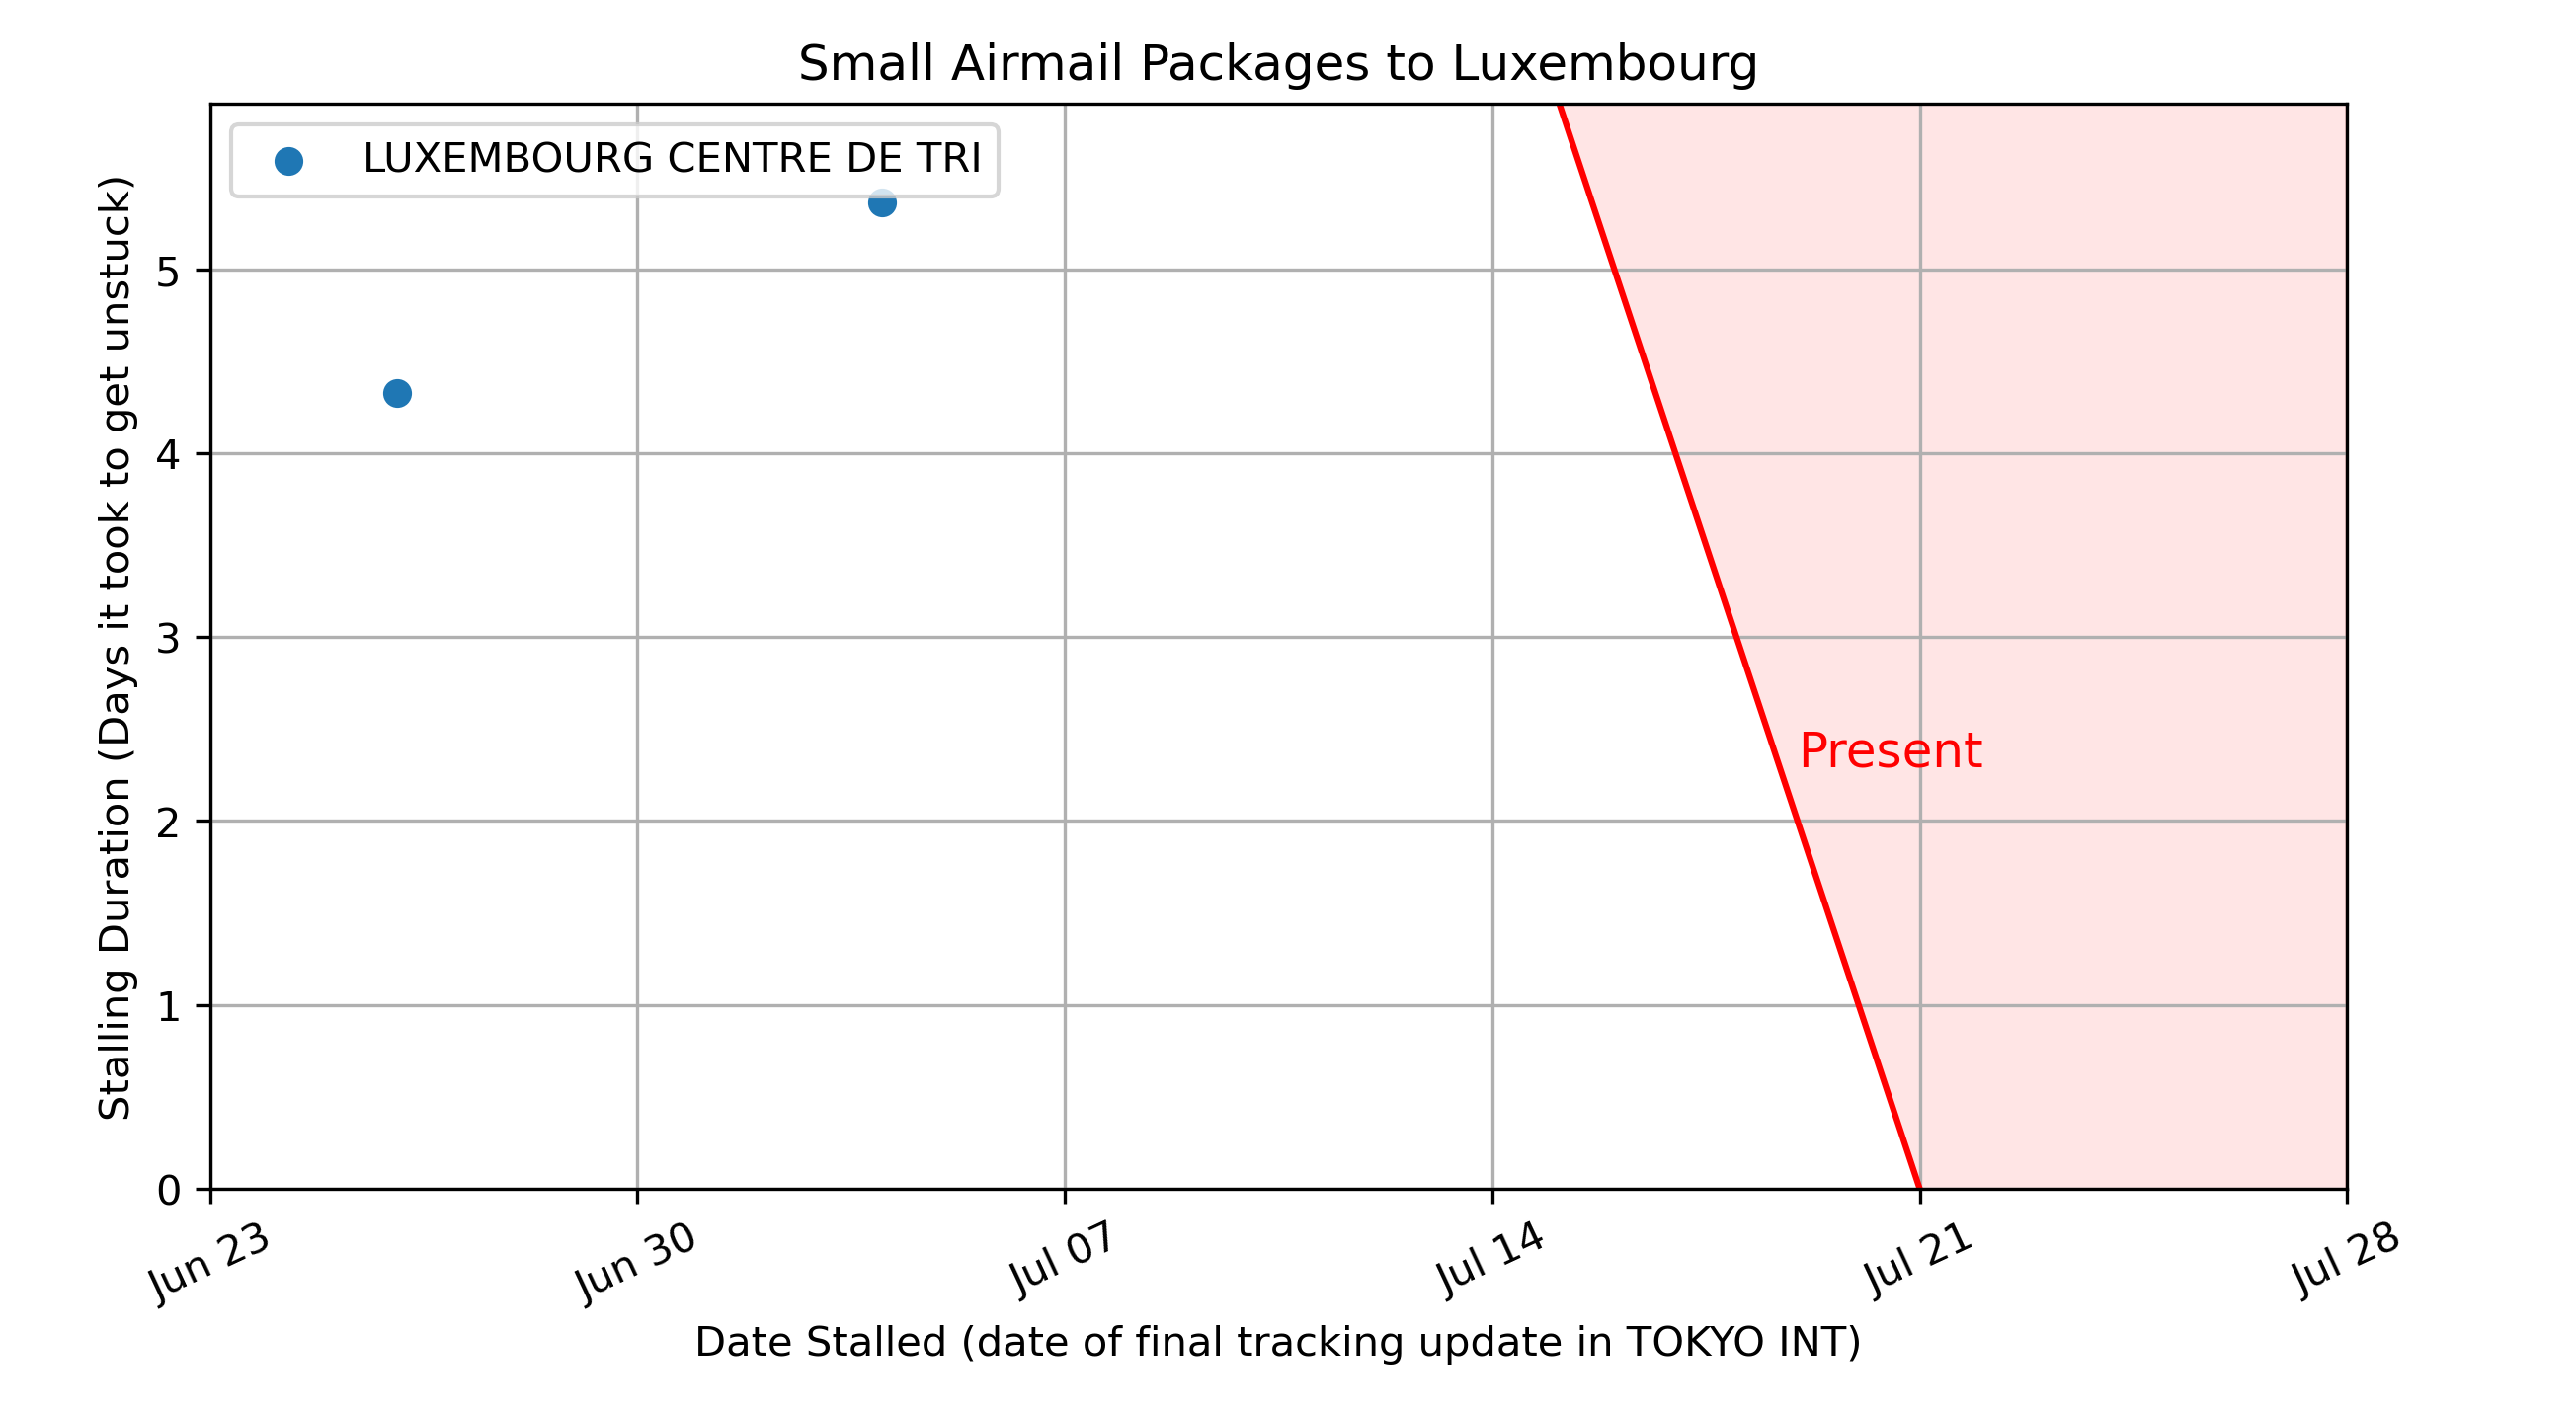 Small Airmail Packages to Luxembourg
LUXEMBOURG CENTRE DE TRI
Stalling Duration (Days it took to get unstuck)
5
4
3
2
1
0
Present
Jun 23
Jun 30
Jul 07
Jul 14
Jul 21
Jul 28
Date Stalled (date of final tracking update in TOKYO INT)